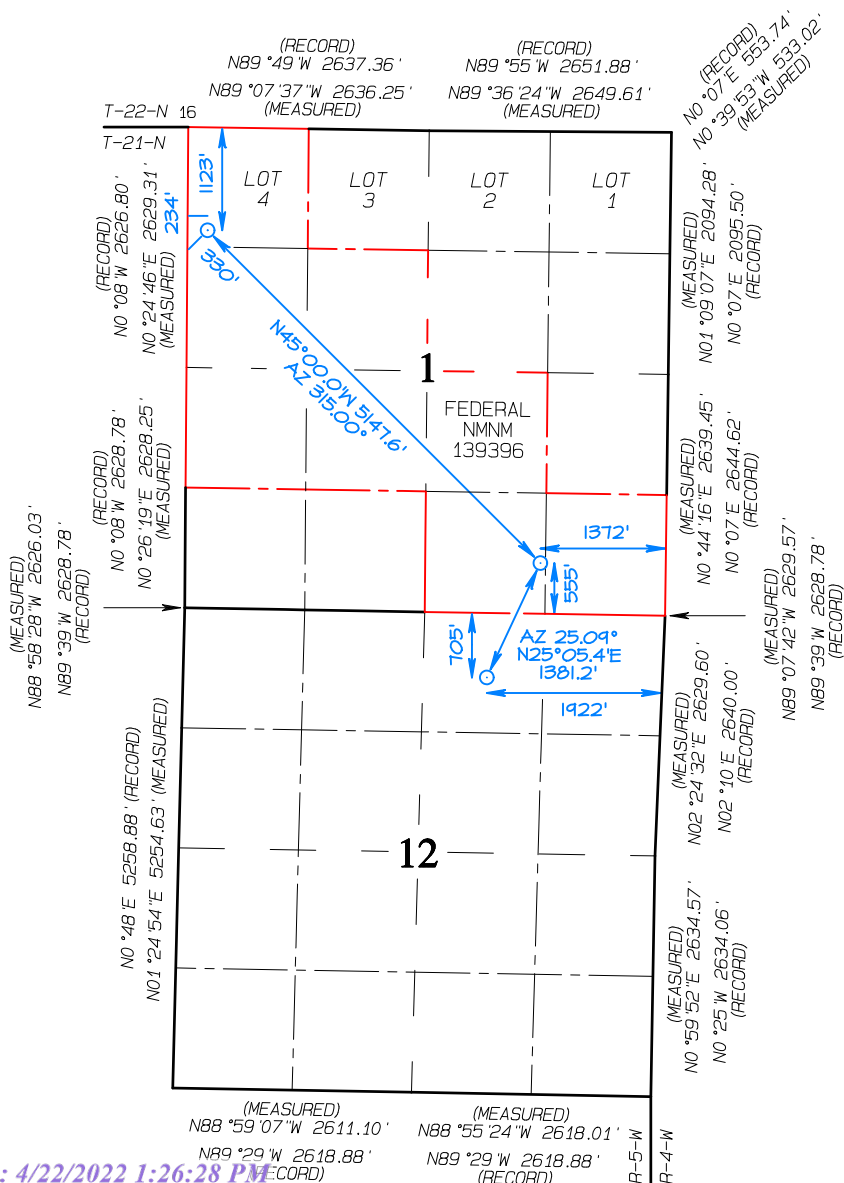 (RECORD)
N89°49'W 2637.36'
N89°07'37"W 2636.25'
(MEASURED)
(RECORD)
N89°55'W 2651.88'
N89°36'24"W 2649.61'
(MEASURED)
(RECORD)
N0°07'E 553.74'
N0°39'53"W 533.02'
(MEASURED)
T-22-N 16
T-21-N
1123'
234'
330'
LOT
4
LOT
3
LOT
2
LOT
1
(RECORD)
N0°08'W 2626.80'
N0°24'46"E 2629.31'
(MEASURED)
(MEASURED)
N01°09'07"E 2094.28'
N0°07'E 2095.50'
(RECORD)
N45°00.0'W 5147.6'
AZ 315.00°
1
FEDERAL
NMNM
139396
(RECORD)
N0°08'W 2628.78'
N0°26'19"E 2628.25'
(MEASURED)
(MEASURED)
N0°44'16"E 2639.45'
N0°07'E 2644.62'
(RECORD)
(MEASURED)
N88°58'28"W 2626.03'
N89°39'W 2628.78'
(RECORD)
(MEASURED)
N89°07'42"W 2629.57'
N89°39'W 2628.78'
(RECORD)
1372'
555'
705'
AZ 25.09°
N25°05.4'E
1381.2'
1922'
(MEASURED)
N02°24'32"E 2629.60'
N02°10'E 2640.00'
(RECORD)
N0°48'E 5258.88' (RECORD)
N01°24'54"E 5254.63' (MEASURED)
12
(MEASURED)
N0°59'52"E 2634.57'
N0°25'W 2634.06'
(RECORD)
(MEASURED)
N88°59'07"W 2611.10'
N89°29'W 2618.88'
(RECORD)
(MEASURED)
N88°55'24"W 2618.01'
N89°29'W 2618.88'
(RECORD)
R-5-W
R-4-W
: 4/22/2022 1:26:28 PM